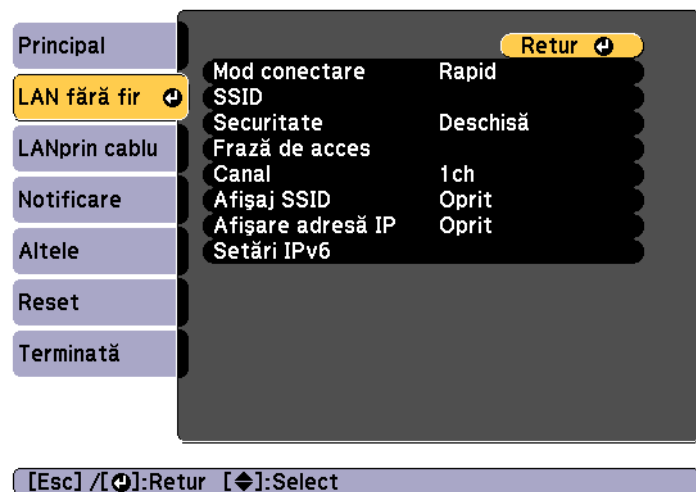 Principal
LAN fără fir
LANprin cablu
Notificare
Altele
Reset
Terminată
Retur
Mod conectare Rapid
SSID
Securitate Deschisă
Frază de acces
Canal 1ch
Afişaj SSID Oprit
Afişare adresă IP Oprit
Setări IPv6
[Esc] /[⏎]:Retur [◆]:Select